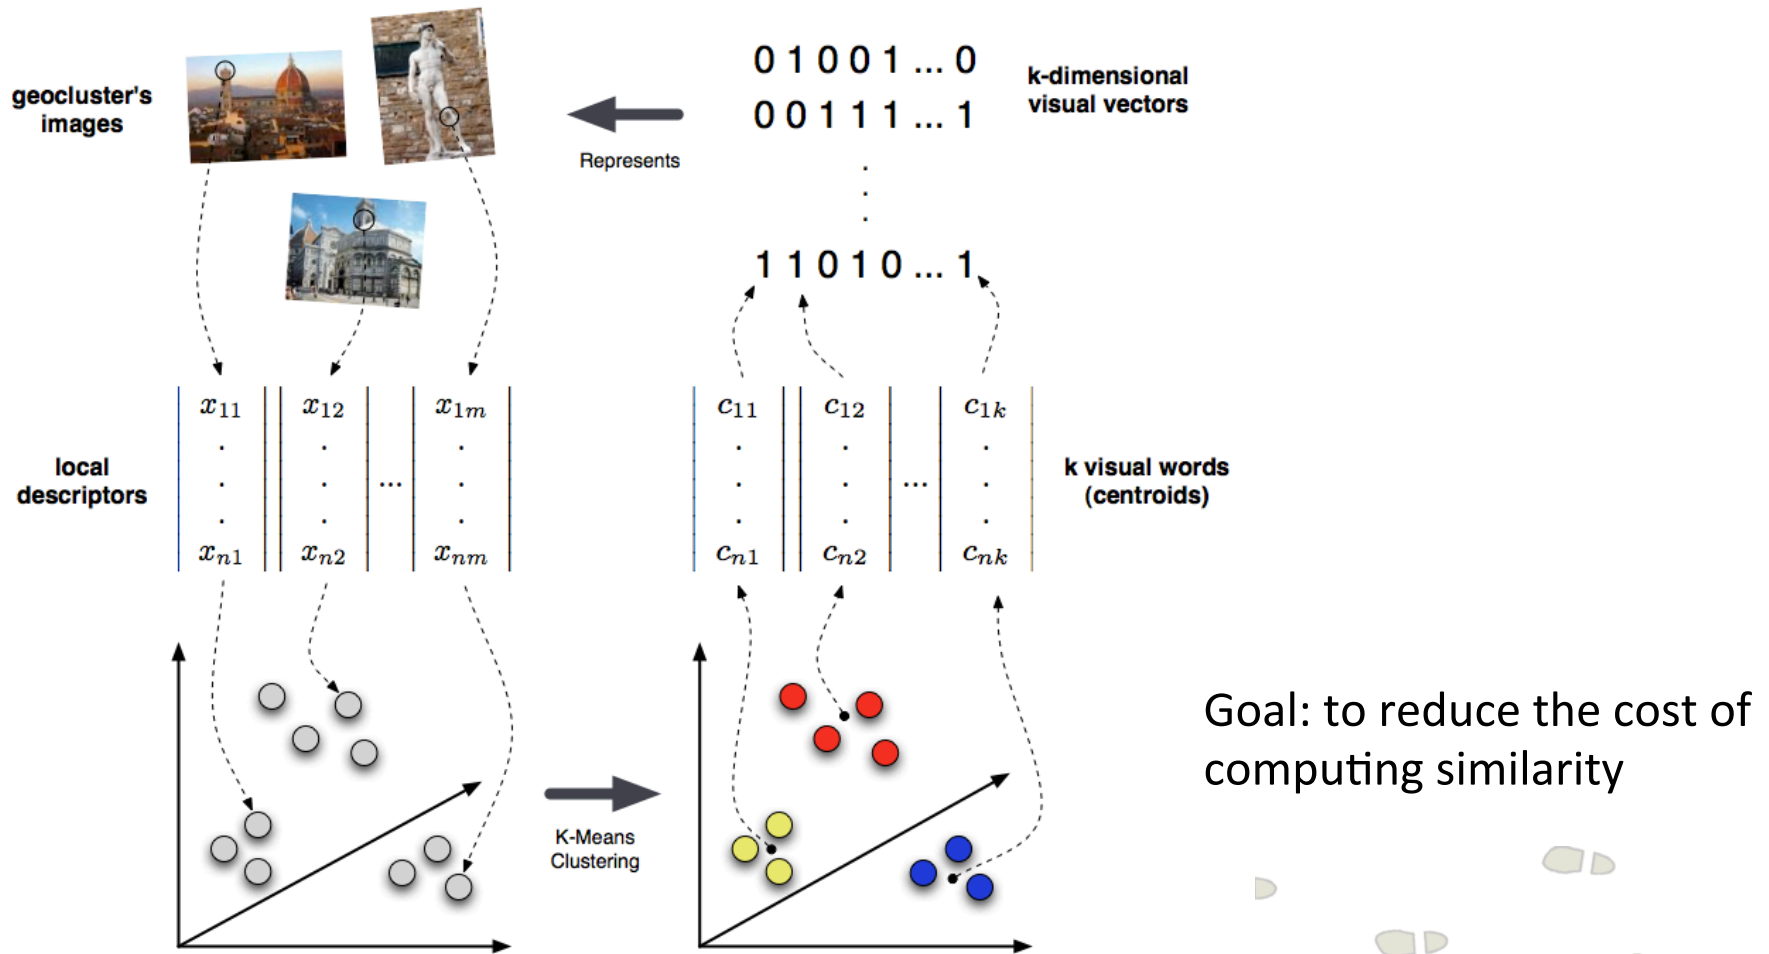 geocluster's
images
0 1 0 0 1 ... 0
0 0 1 1 1 ... 1
.
.
.
1 1 0 1 0 ... 1
k-dimensional
visual vectors
Represents
local
descriptors
x11 x12 x1m
. . .
. . ... .
. . .
xn1 xn2 xnm
c11 c12 c1k
. . .
. . ... .
. . .
cn1 cn2 cnk
k visual words
(centroids)
K-Means
Clustering
Goal: to reduce the cost of
computing similarity